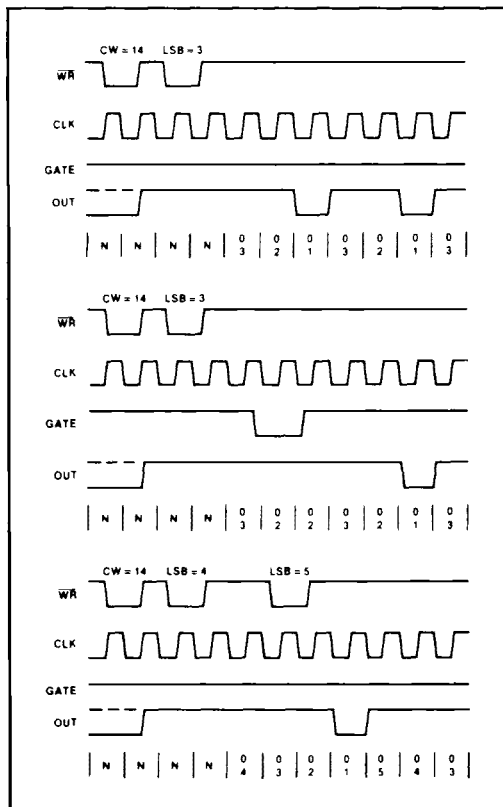 CW = 14 LSB = 3
WR
CLK
GATE
OUT
N N N N 0 0 0 0 0 0 0
3 2 1 3 2 1 3
CW = 14 LSB = 3
WR
CLK
GATE
OUT
N N N N 0 0 0 0 0 0 0
3 2 2 3 2 1 3
CW = 14 LSB = 4 LSB = 5
WR
CLK
GATE
OUT
N N N N 0 0 0 0 0 0 0
4 3 2 1 5 4 3